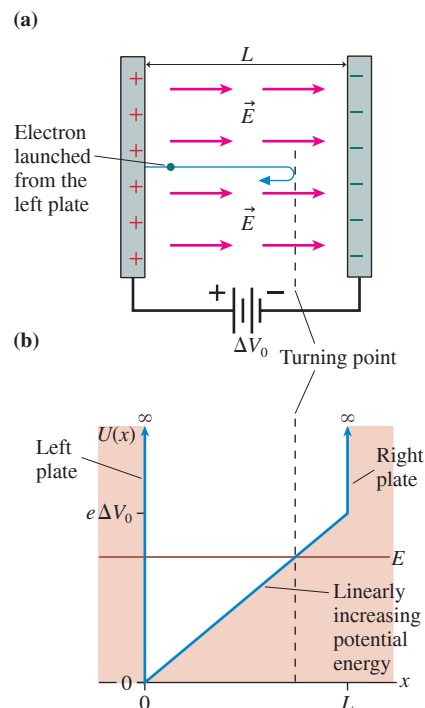 (a)
L
+ −
E⃗
+ −
Electron
launched
from the
left plate
+ −
+ −
E⃗
+ −
+ −
+ −
ΔV₀
Turning point
(b)
∞ ∞
U(x)
Left
plate
Right
plate
e ΔV₀
E
Linearly
increasing
potential
energy
0
x
0 L